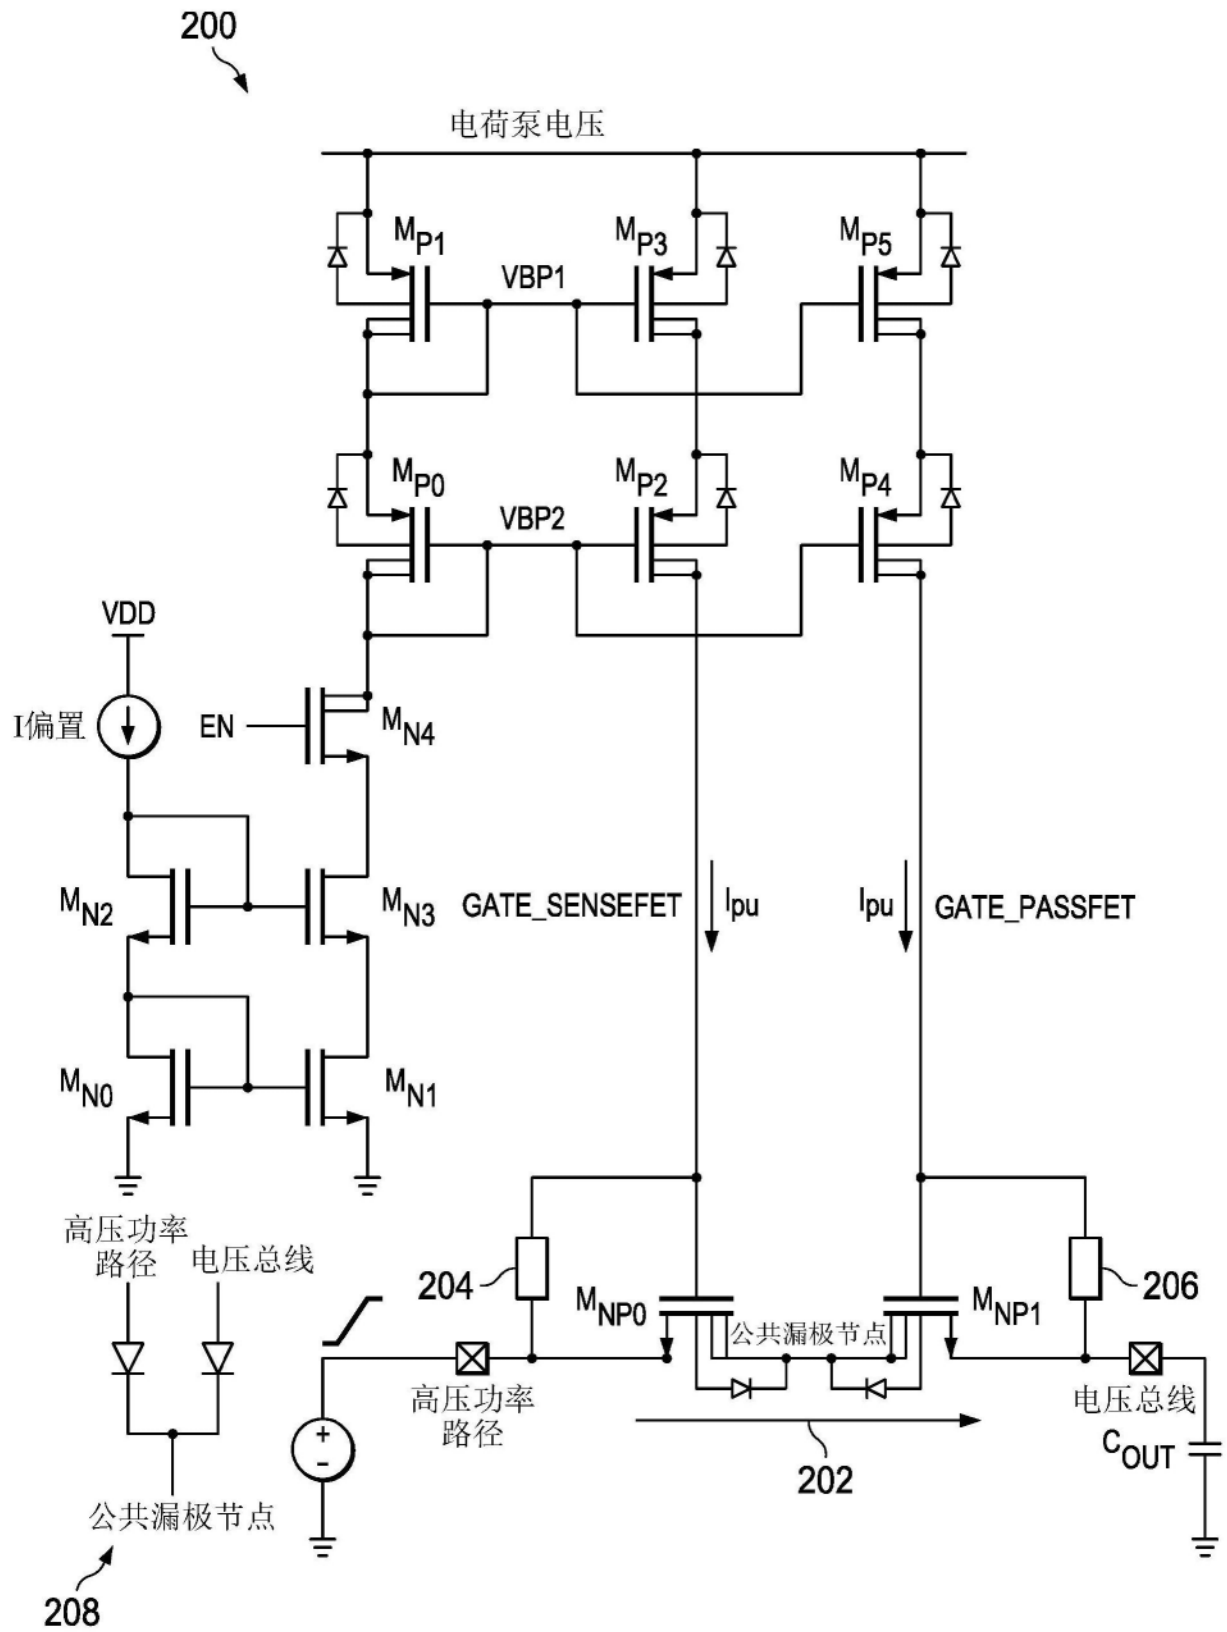 200
电荷泵电压
MP1
MP3
MP5
VBP1
MP0
MP2
MP4
VBP2
VDD
I偏置
EN
MN4
MN2
MN3
GATE_SENSEFET
Ipu
Ipu
GATE_PASSFET
MN0
MN1
高压功率
路径
电压总线
204
MNP0
公共漏极节点
MNP1
206
高压功率
路径
电压总线
+
-
202
COUT
公共漏极节点
208